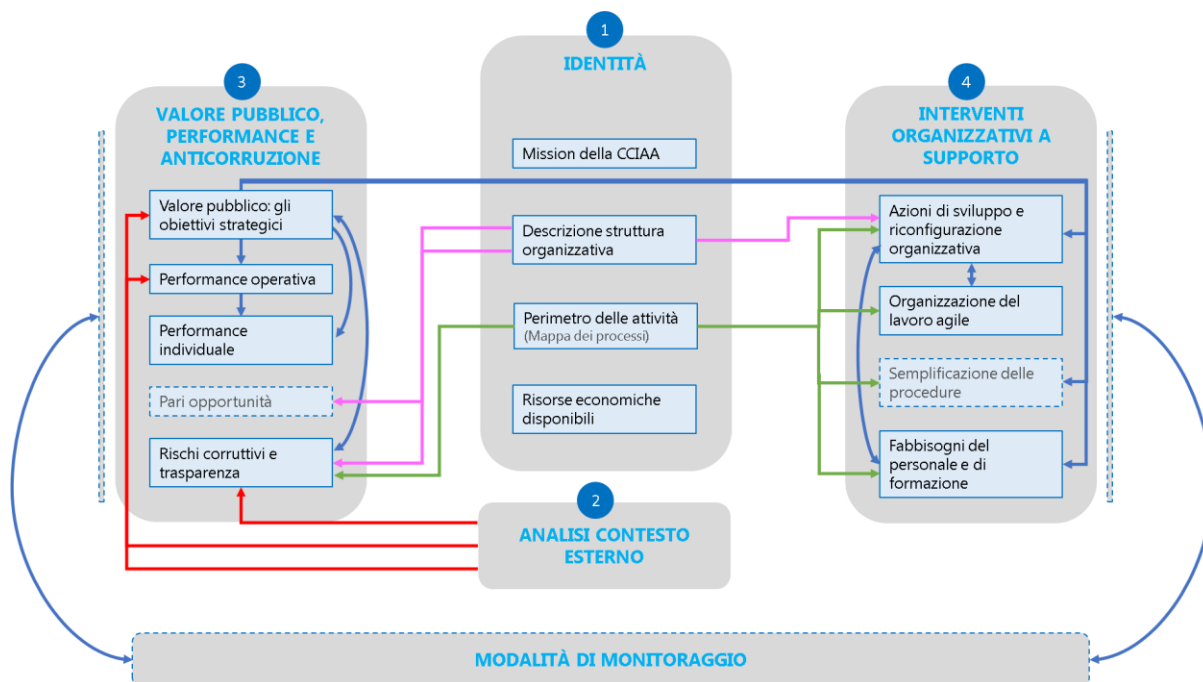 1
IDENTITÀ
Mission della CCIAA
Descrizione struttura
organizzativa
Perimetro delle attività
(Mappa dei processi)
Risorse economiche
disponibili
2
ANALISI CONTESTO
ESTERNO
3
VALORE PUBBLICO,
PERFORMANCE E
ANTICORRUZIONE
Valore pubblico: gli
obiettivi strategici
Performance operativa
Performance
individuale
Pari opportunità
Rischi corruttivi e
trasparenza
4
INTERVENTI
ORGANIZZATIVI A
SUPPORTO
Azioni di sviluppo e
riconfigurazione
organizzativa
Organizzazione del
lavoro agile
Semplificazione delle
procedure
Fabbisogni del
personale e di
formazione
MODALITÀ DI MONITORAGGIO